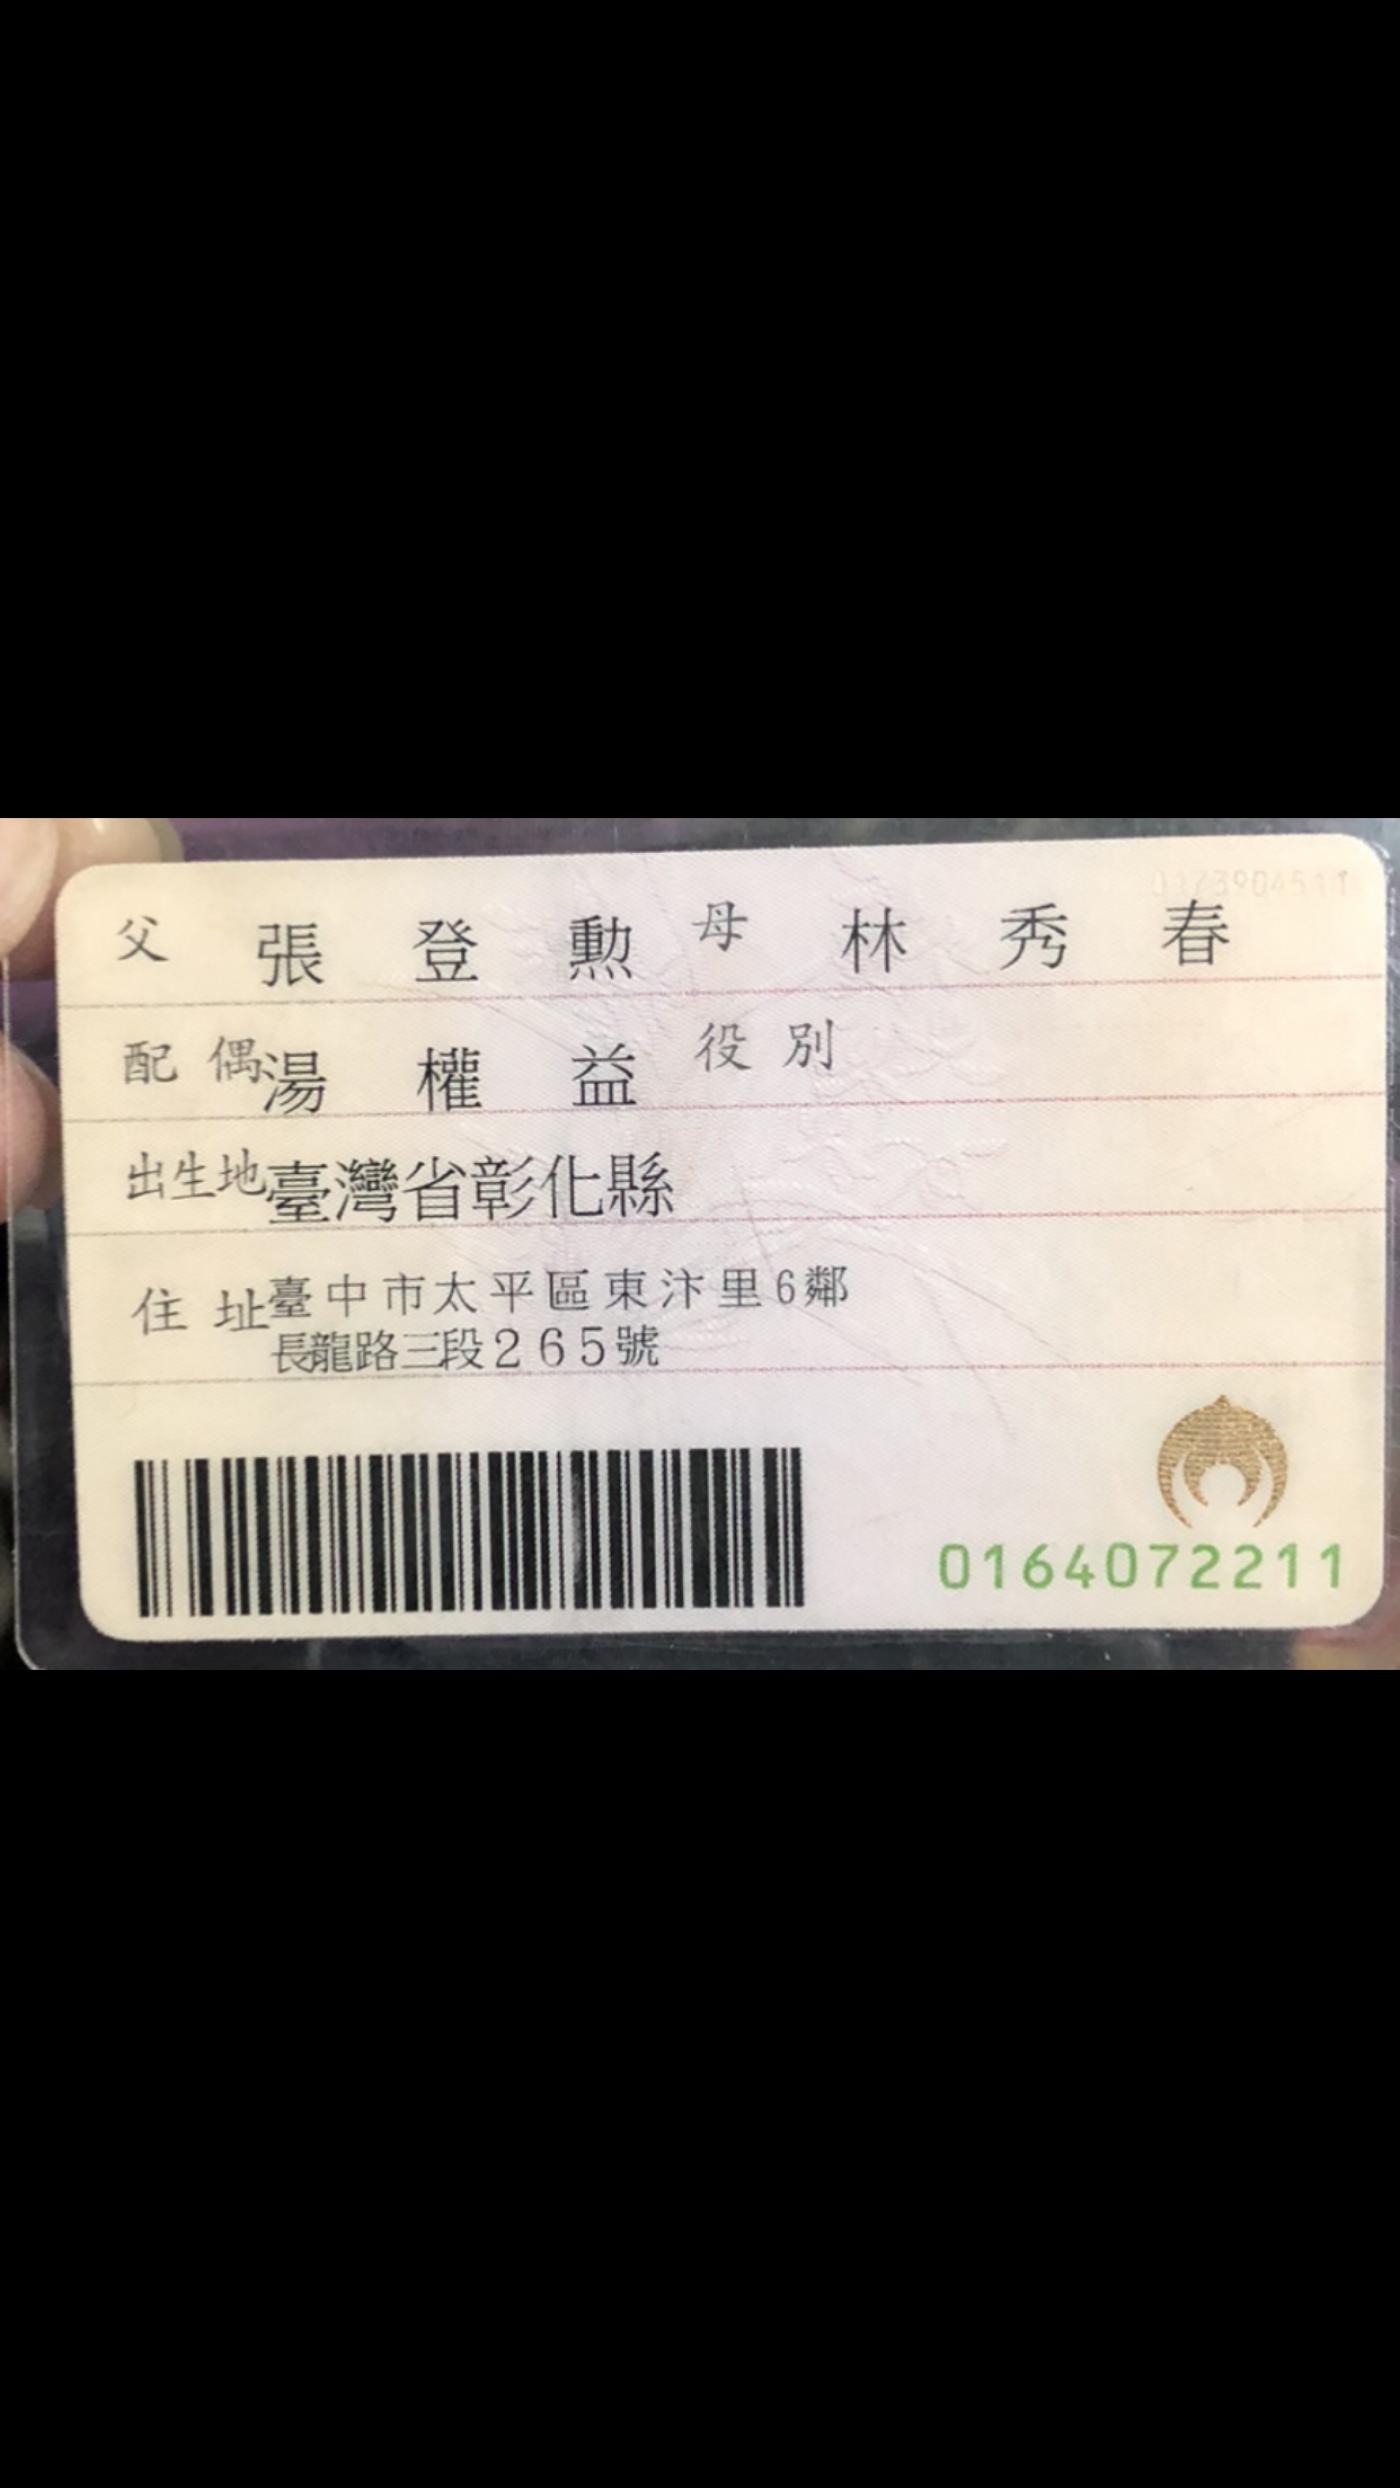 父 張登勲 母 林秀春
配偶 湯權益 役別
出生地 臺灣省彰化縣
住址 臺中市太平區東汴里6鄰
長龍路三段265號
0164072211